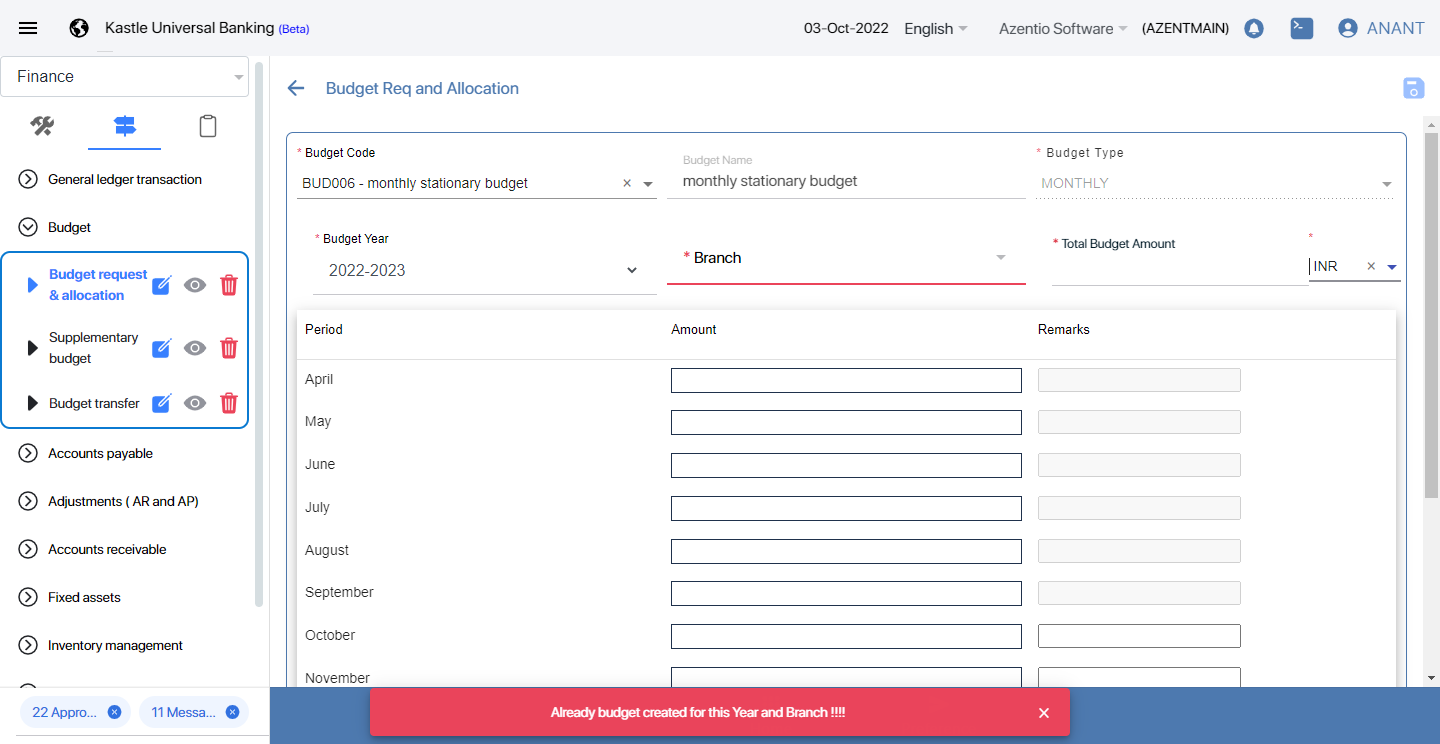 Kastle Universal Banking (Beta)
03-Oct-2022
English
Azentio Software
(AZENTMAIN)
ANANT
Finance
General ledger transaction
Budget
Budget request
& allocation
Supplementary
budget
Budget transfer
Accounts payable
Adjustments ( AR and AP)
Accounts receivable
Fixed assets
Inventory management
22 Appro...
11 Messa...
Budget Req and Allocation
* Budget Code
BUD006 - monthly stationary budget
Budget Name
monthly stationary budget
* Budget Type
MONTHLY
* Budget Year
2022-2023
* Branch
* Total Budget Amount
*
INR
Period Amount Remarks
April
May
June
July
August
September
October
November
Already budget created for this Year and Branch !!!!